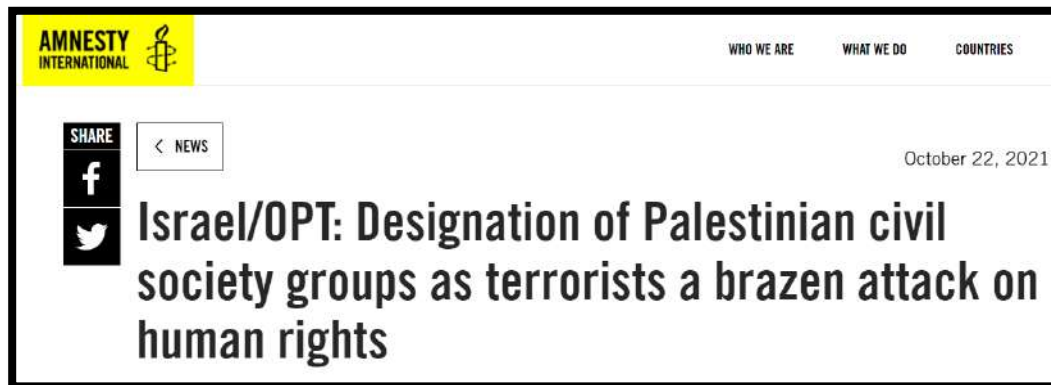 AMNESTY
INTERNATIONAL
WHO WE ARE WHAT WE DO COUNTRIES
SHARE
< NEWS
October 22, 2021
Israel/OPT: Designation of Palestinian civil
society groups as terrorists a brazen attack on
human rights